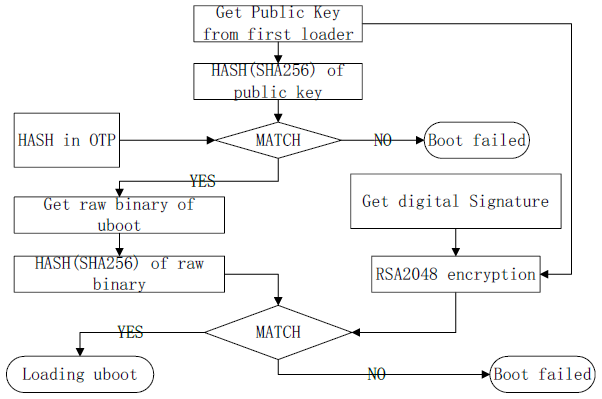 Get Public Key
from first loader
HASH(SHA256) of
public key
HASH in OTP
MATCH
NO
Boot failed
YES
Get raw binary of
uboot
Get digital Signature
HASH(SHA256) of raw
binary
RSA2048 encryption
MATCH
YES
Loading uboot
NO
Boot failed